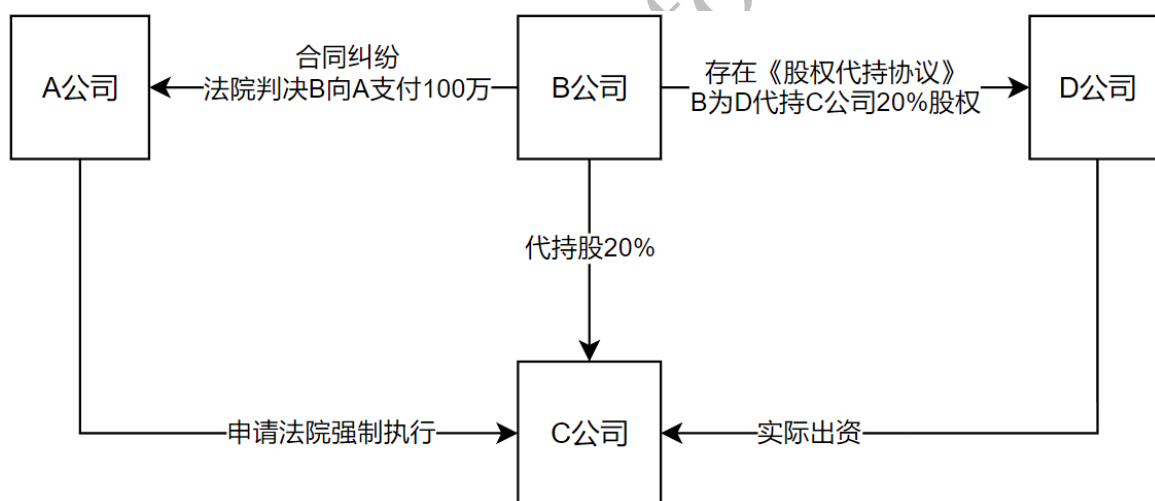 A公司
合同纠纷
法院判决B向A支付100万
B公司
存在《股权代持协议》
B为D代持C公司20%股权
D公司
代持股20%
申请法院强制执行
C公司
实际出资